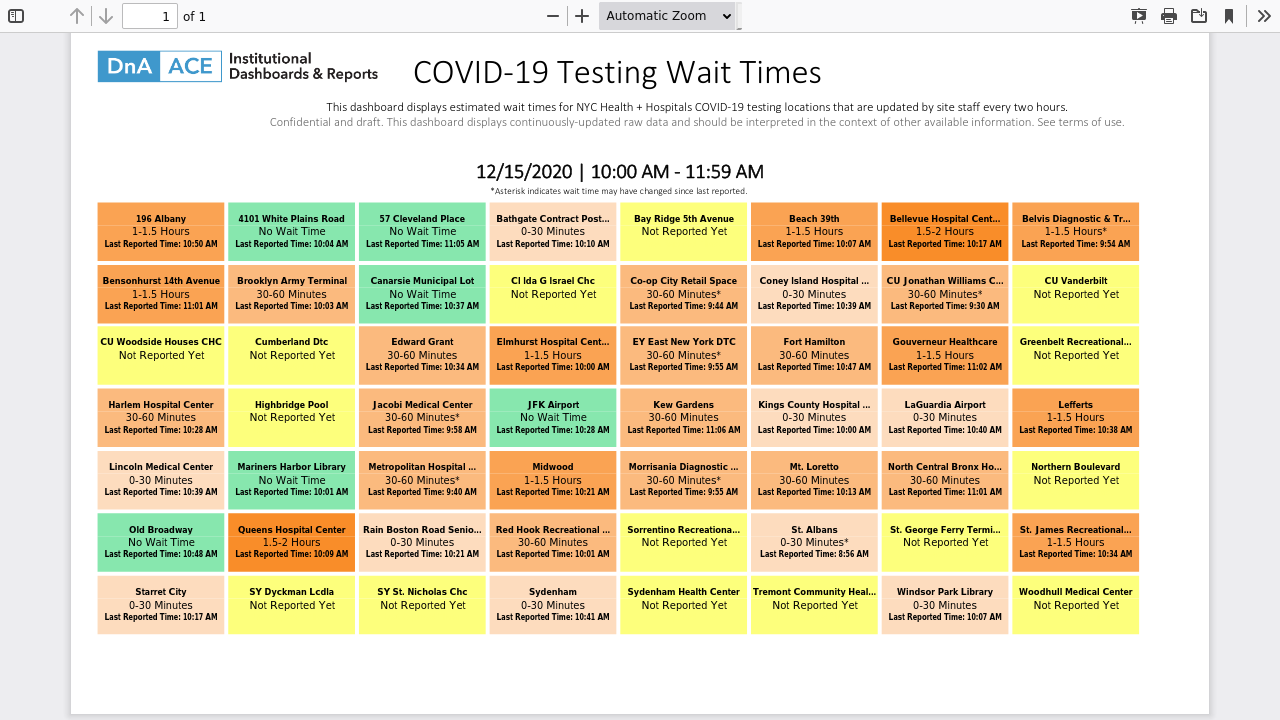 1 of 1
Automatic Zoom
DnA ACE Institutional
Dashboards & Reports
COVID-19 Testing Wait Times
This dashboard displays estimated wait times for NYC Health + Hospitals COVID-19 testing locations that are updated by site staff every two hours.
Confidential and draft. This dashboard displays continuously-updated raw data and should be interpreted in the context of other available information. See terms of use.
12/15/2020 | 10:00 AM - 11:59 AM
*Asterisk indicates wait time may have changed since last reported.
196 Albany
1-1.5 Hours
Last Reported Time: 10:50 AM
4101 White Plains Road
No Wait Time
Last Reported Time: 10:04 AM
57 Cleveland Place
No Wait Time
Last Reported Time: 11:05 AM
Bathgate Contract Post...
0-30 Minutes
Last Reported Time: 10:10 AM
Bay Ridge 5th Avenue
Not Reported Yet
Beach 39th
1-1.5 Hours
Last Reported Time: 10:07 AM
Bellevue Hospital Cent...
1.5-2 Hours
Last Reported Time: 10:17 AM
Belvis Diagnostic & Tr...
1-1.5 Hours*
Last Reported Time: 9:54 AM
Bensonhurst 14th Avenue
1-1.5 Hours
Last Reported Time: 11:01 AM
Brooklyn Army Terminal
30-60 Minutes
Last Reported Time: 10:03 AM
Canarsie Municipal Lot
No Wait Time
Last Reported Time: 10:37 AM
Cl Ida G Israel Chc
Not Reported Yet
Co-op City Retail Space
30-60 Minutes*
Last Reported Time: 9:44 AM
Coney Island Hospital ...
0-30 Minutes
Last Reported Time: 10:39 AM
CU Jonathan Williams C...
30-60 Minutes*
Last Reported Time: 9:30 AM
CU Vanderbilt
Not Reported Yet
CU Woodside Houses CHC
Not Reported Yet
Cumberland Dtc
Not Reported Yet
Edward Grant
30-60 Minutes
Last Reported Time: 10:34 AM
Elmhurst Hospital Cent...
1-1.5 Hours
Last Reported Time: 10:00 AM
EY East New York DTC
30-60 Minutes*
Last Reported Time: 9:55 AM
Fort Hamilton
30-60 Minutes
Last Reported Time: 10:47 AM
Gouverneur Healthcare
1-1.5 Hours
Last Reported Time: 11:02 AM
Greenbelt Recreational...
Not Reported Yet
Harlem Hospital Center
30-60 Minutes
Last Reported Time: 10:28 AM
Highbridge Pool
Not Reported Yet
Jacobi Medical Center
30-60 Minutes*
Last Reported Time: 9:58 AM
JFK Airport
No Wait Time
Last Reported Time: 10:28 AM
Kew Gardens
30-60 Minutes
Last Reported Time: 11:06 AM
Kings County Hospital ...
0-30 Minutes
Last Reported Time: 10:00 AM
LaGuardia Airport
0-30 Minutes
Last Reported Time: 10:40 AM
Lefferts
1-1.5 Hours
Last Reported Time: 10:38 AM
Lincoln Medical Center
0-30 Minutes
Last Reported Time: 10:39 AM
Mariners Harbor Library
No Wait Time
Last Reported Time: 10:01 AM
Metropolitan Hospital ...
30-60 Minutes*
Last Reported Time: 9:40 AM
Midwood
1-1.5 Hours
Last Reported Time: 10:21 AM
Morrisania Diagnostic ...
30-60 Minutes*
Last Reported Time: 9:55 AM
Mt. Loretto
30-60 Minutes
Last Reported Time: 10:13 AM
North Central Bronx Ho...
30-60 Minutes
Last Reported Time: 11:01 AM
Northern Boulevard
Not Reported Yet
Old Broadway
No Wait Time
Last Reported Time: 10:48 AM
Queens Hospital Center
1.5-2 Hours
Last Reported Time: 10:09 AM
Rain Boston Road Senio...
0-30 Minutes
Last Reported Time: 10:21 AM
Red Hook Recreational ...
30-60 Minutes
Last Reported Time: 10:01 AM
Sorrentino Recreationa...
Not Reported Yet
St. Albans
0-30 Minutes*
Last Reported Time: 8:56 AM
St. George Ferry Termi...
Not Reported Yet
St. James Recreational...
1-1.5 Hours
Last Reported Time: 10:34 AM
Starret City
0-30 Minutes
Last Reported Time: 10:17 AM
SY Dyckman Lcdla
Not Reported Yet
SY St. Nicholas Chc
Not Reported Yet
Sydenham
0-30 Minutes
Last Reported Time: 10:41 AM
Sydenham Health Center
Not Reported Yet
Tremont Community Heal...
Not Reported Yet
Windsor Park Library
0-30 Minutes
Last Reported Time: 10:07 AM
Woodhull Medical Center
Not Reported Yet